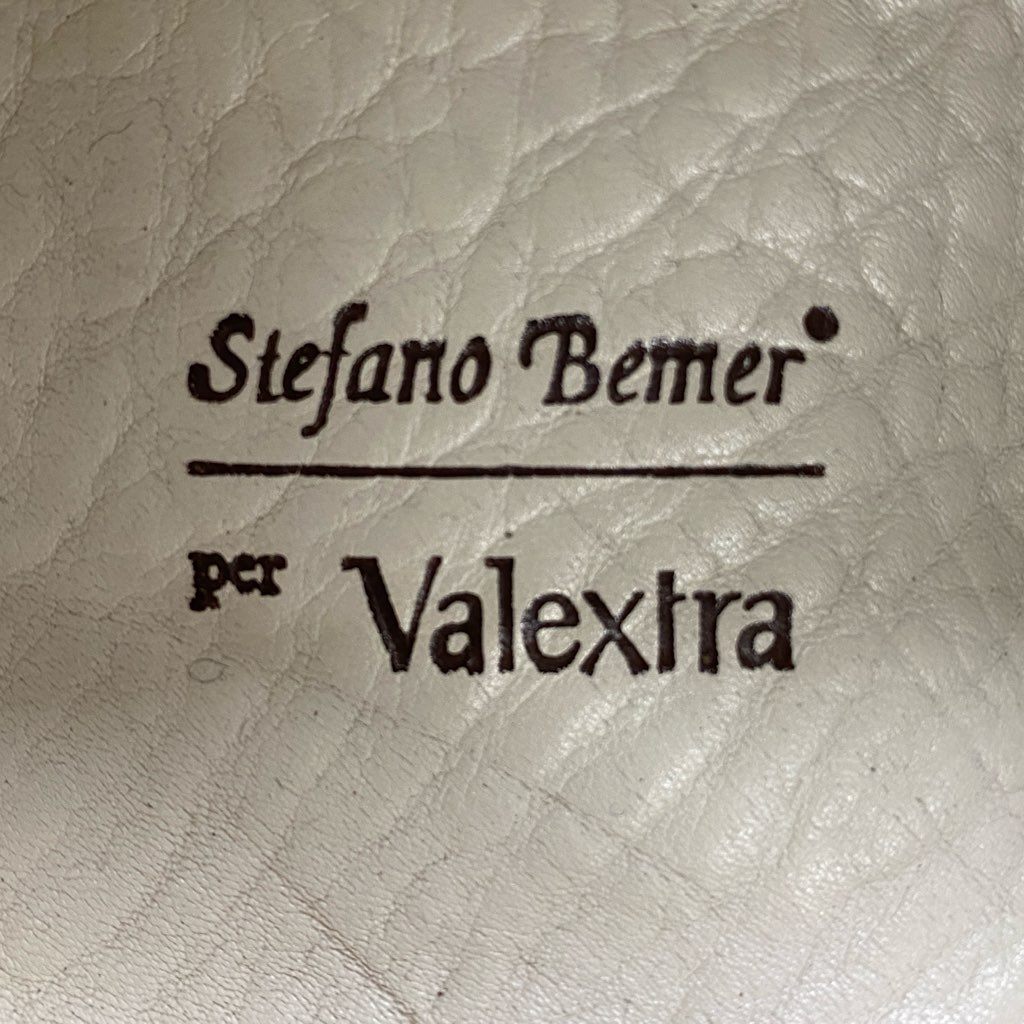 Stefano Bemer
per Valextra